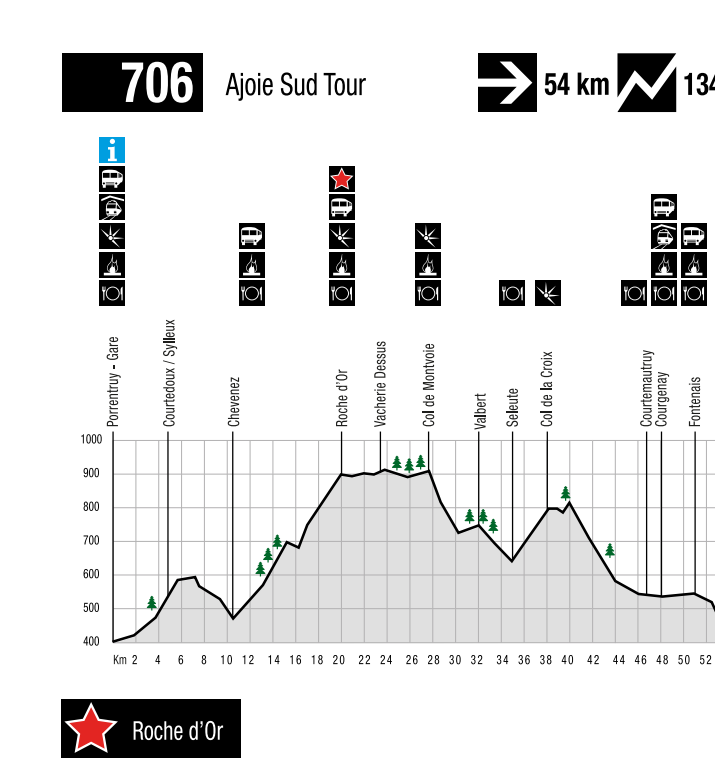 706 Ajoie Sud Tour 54 km 134
i
Porrentruy - Gare
Courtedoux / Sylleux
Chevenez
Roche d'Or
Vacherie Dessus
Col de Montvoie
Valbert
Seleute
Col de la Croix
Courtemautruy
Courgenay
Fontenais
1000
900
800
700
600
500
400
Km 2 4 6 8 10 12 14 16 18 20 22 24 26 28 30 32 34 36 38 40 42 44 46 48 50 52
Roche d'Or